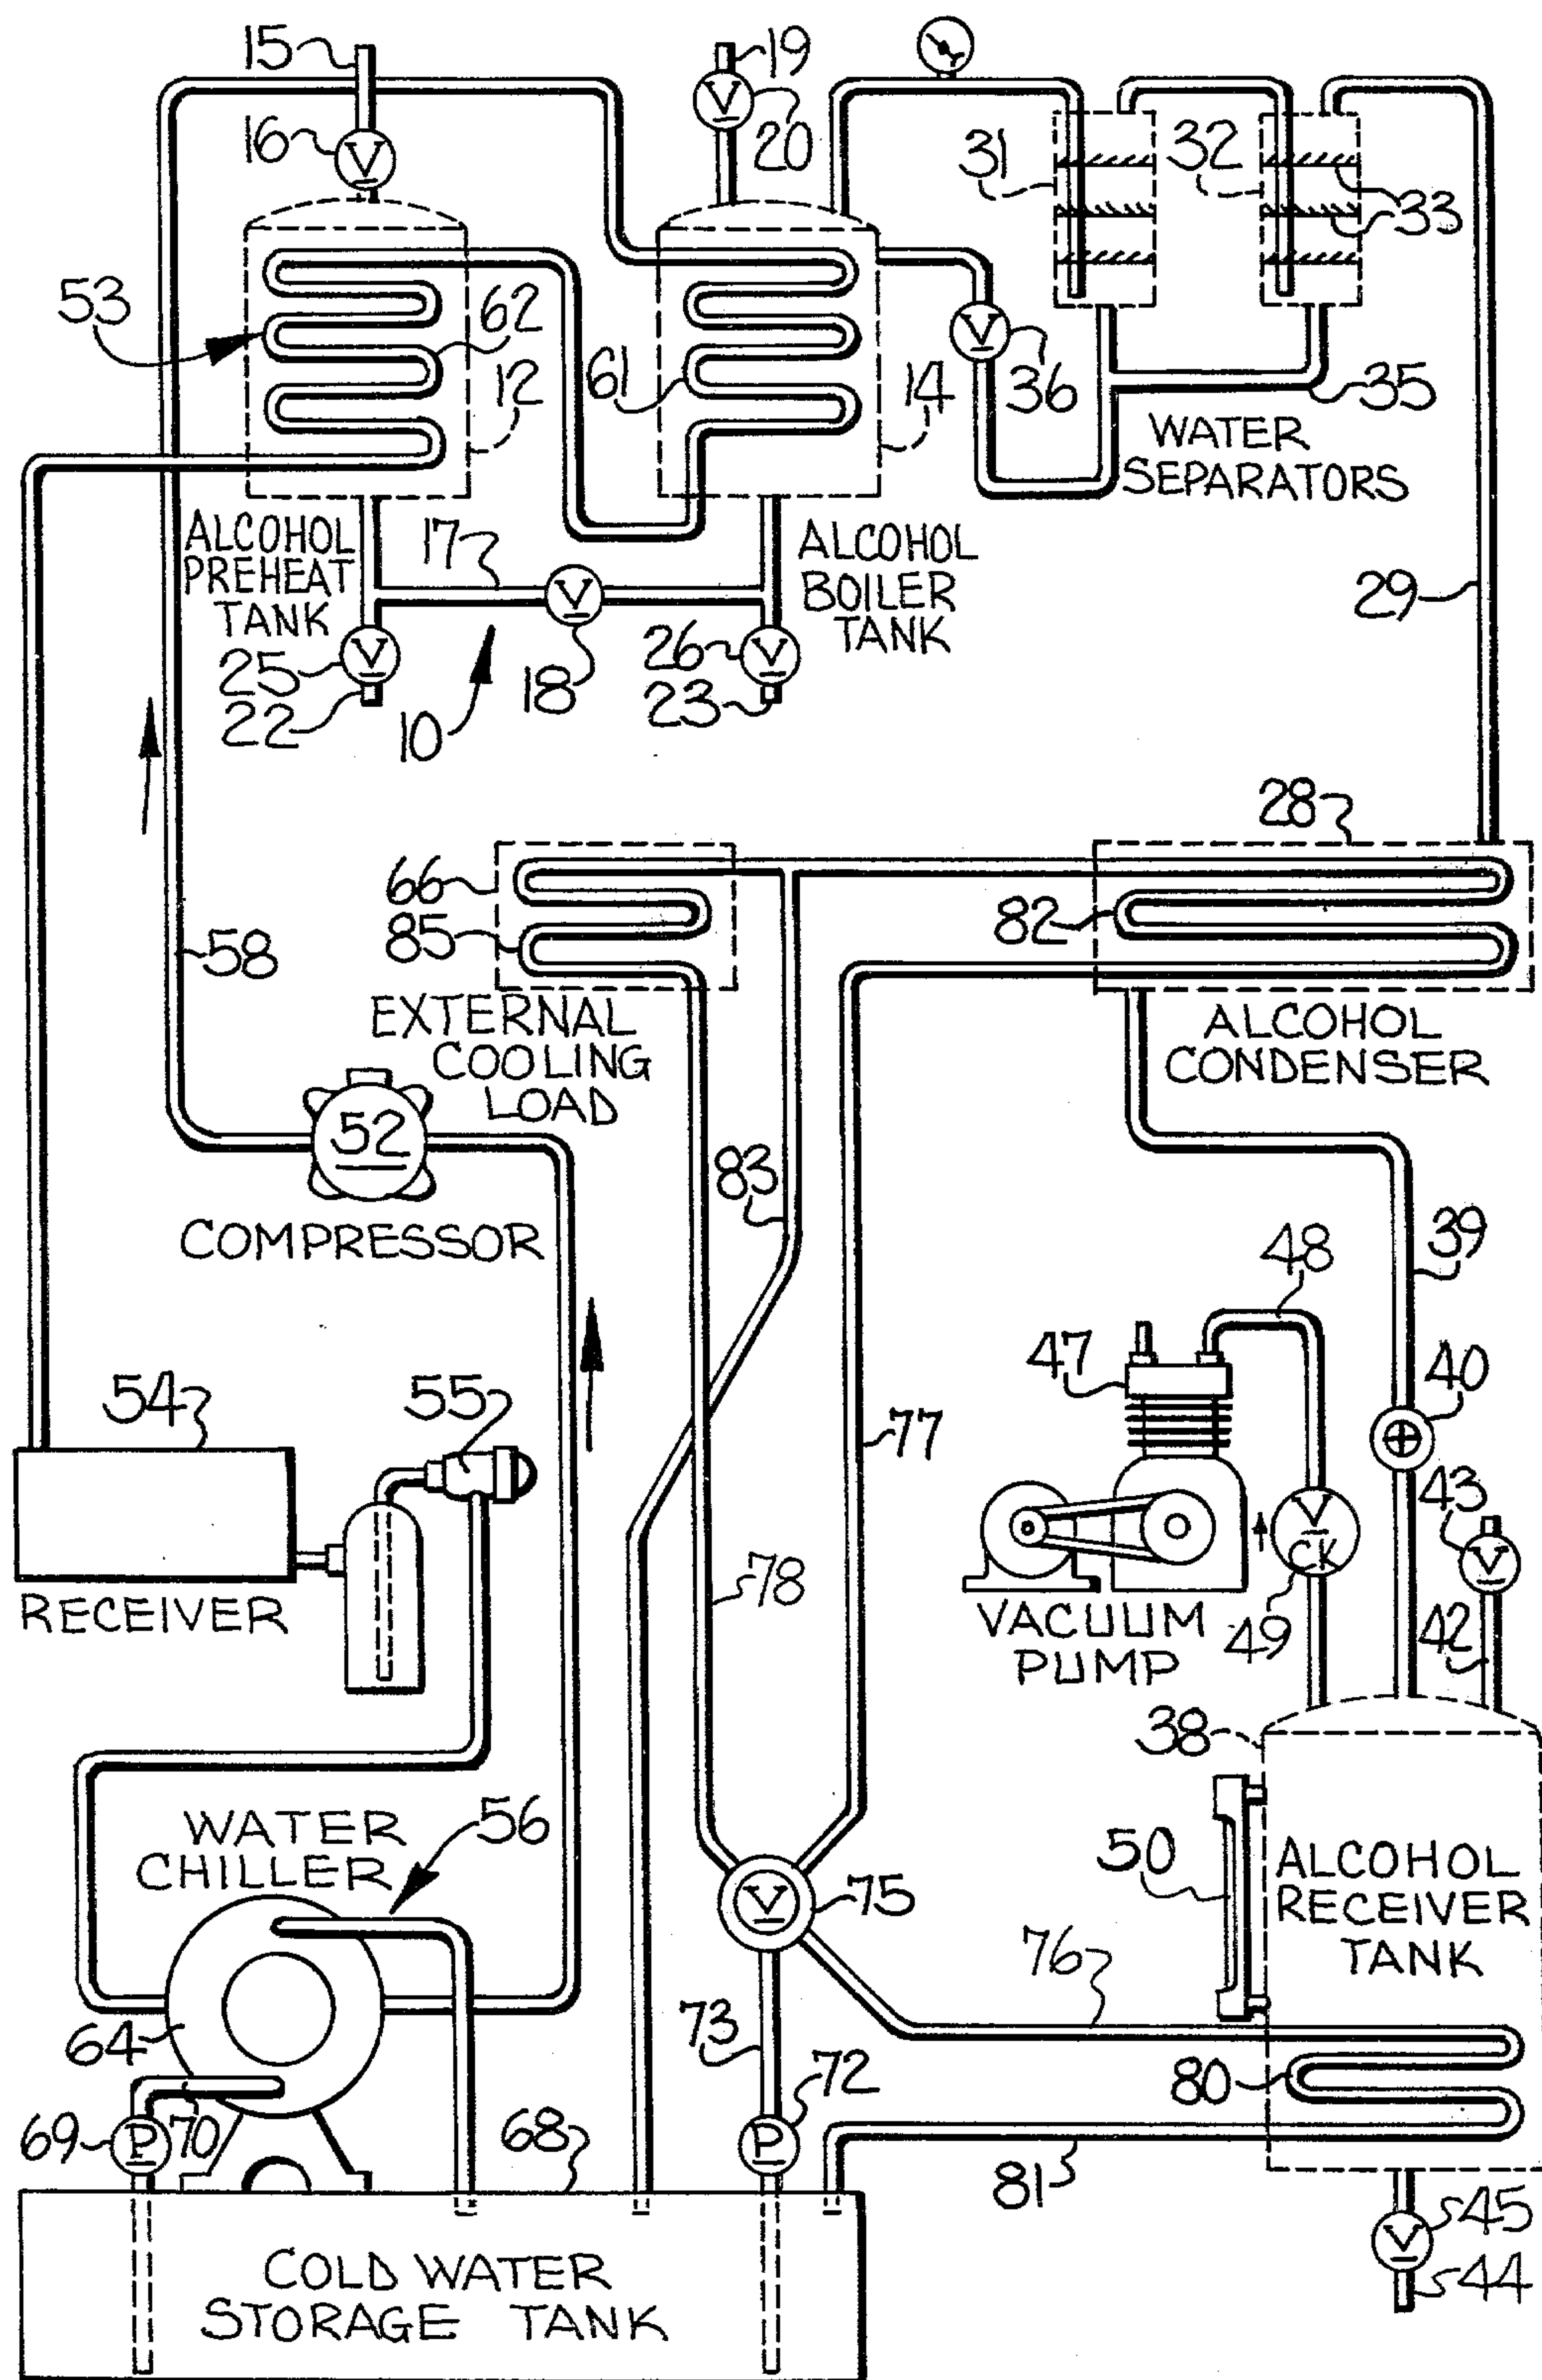 15
19
16
V
V
20
31
32
33
53
62
12
61
14
V
36
35
WATER
SEPARATORS
ALCOHOL
PREHEAT
TANK
17
ALCOHOL
BOILER
TANK
29
V
25
22
V
18
10
26
V
23
28
66
85
82
58
EXTERNAL
COOLING
LOAD
ALCOHOL
CONDENSER
52
COMPRESSOR
83
39
48
47
40
54
55
77
43
V
V
CK
RECEIVER
78
VACUUM
PUMP
49
42
38
WATER
CHILLER
56
50
ALCOHOL
RECEIVER
TANK
V
75
76
64
73
72
80
69
P
70
68
P
81
45
V
44
COLD WATER
STORAGE TANK